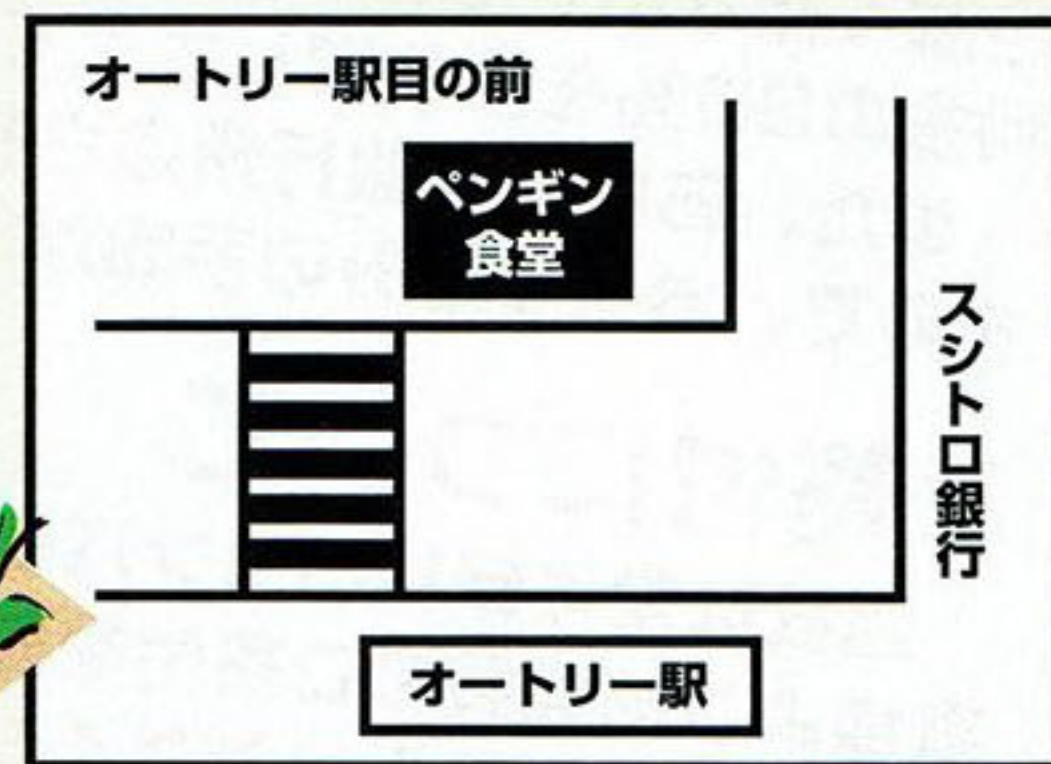 オートリー駅目の前
ペンギン
食堂
スシトロ銀行
オートリー駅